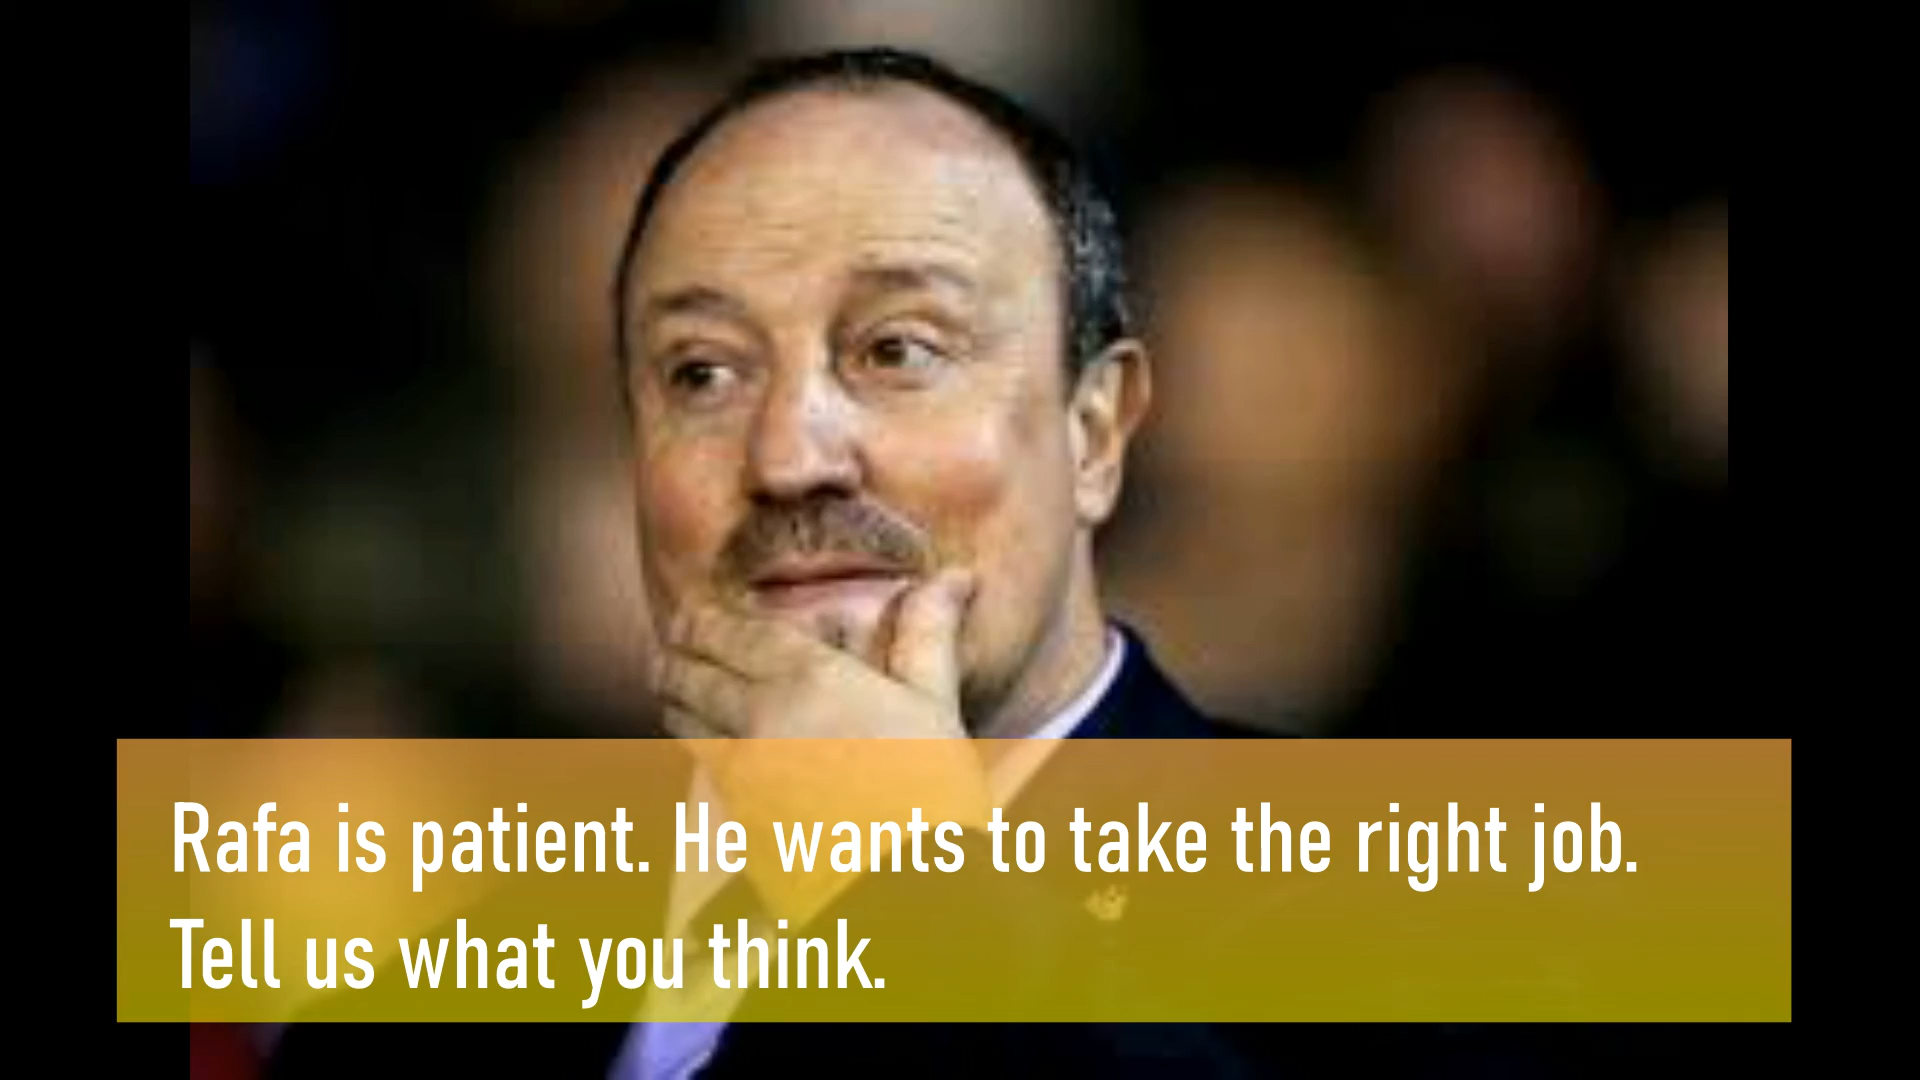 Rafa is patient. He wants to take the right job.
Tell us what you think.